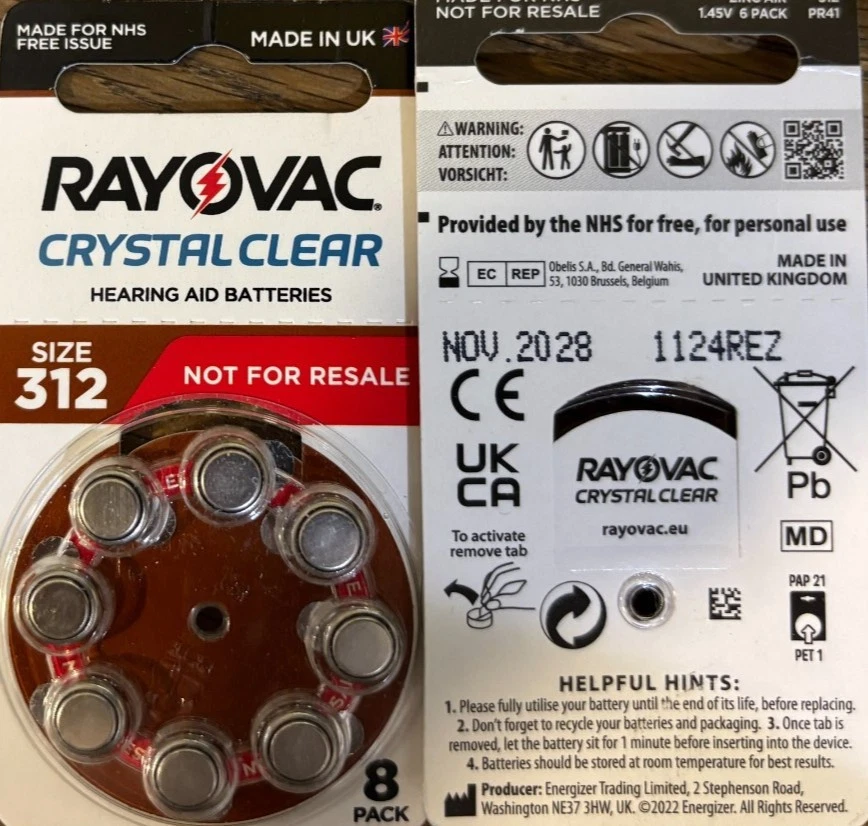 MADE FOR NHS
FREE ISSUE
MADE IN UK
RAYOVAC
CRYSTAL CLEAR
HEARING AID BATTERIES
SIZE
312
NOT FOR RESALE
8
PACK
MADE FOR NHS
NOT FOR RESALE
ZINC AIR
312
1.45V 6 PACK PR41
⚠WARNING:
ATTENTION:
VORSICHT:
Provided by the NHS for free, for personal use
EC REP
Obelis S.A., Bd. General Wahis,
53, 1030 Brussels, Belgium
MADE IN
UNITED KINGDOM
NOV.2028 1124REZ
CE
UK
CA
RAYOVAC
CRYSTAL CLEAR
rayovac.eu
Pb
MD
To activate
remove tab
PAP 21
PET 1
HELPFUL HINTS:
1. Please fully utilise your battery until the end of its life, before replacing.
2. Don't forget to recycle your batteries and packaging. 3. Once tab is
removed, let the battery sit for 1 minute before inserting into the device.
4. Batteries should be stored at room temperature for best results.
Producer: Energizer Trading Limited, 2 Stephenson Road,
Washington NE37 3HW, UK. ©2022 Energizer. All Rights Reserved.